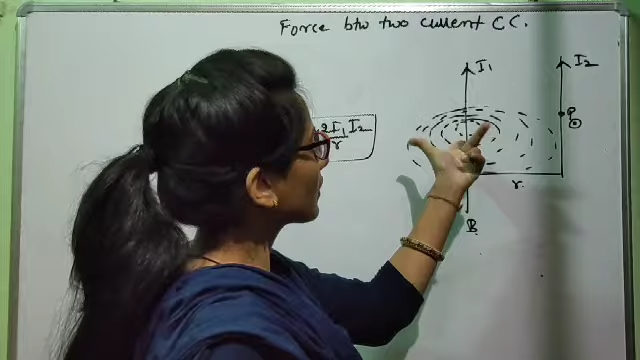 Force btw two current C C.
I₁
I₂
2I₁ I₂
r
P
r
B